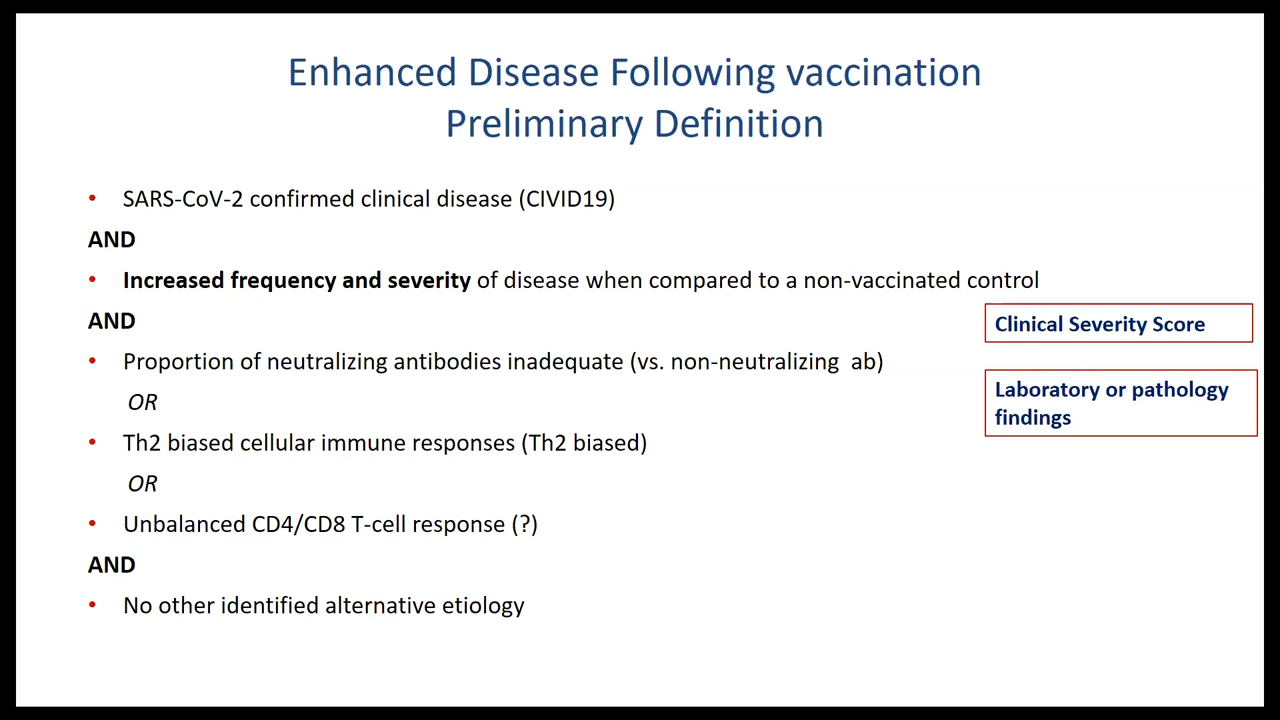 Enhanced Disease Following vaccination
Preliminary Definition
• SARS-CoV-2 confirmed clinical disease (CIVID19)
AND
• Increased frequency and severity of disease when compared to a non-vaccinated control
AND
Clinical Severity Score
• Proportion of neutralizing antibodies inadequate (vs. non-neutralizing ab)
Laboratory or pathology
findings
OR
• Th2 biased cellular immune responses (Th2 biased)
OR
• Unbalanced CD4/CD8 T-cell response (?)
AND
• No other identified alternative etiology